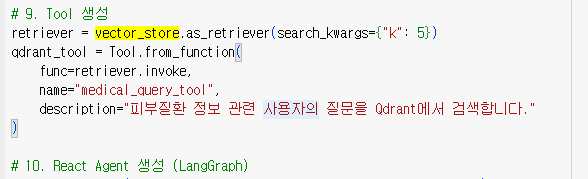 # 9. Tool 생성
retriever = vector_store.as_retriever(search_kwargs={"k": 5})
qdrant_tool = Tool.from_function(
    func=retriever.invoke,
    name="medical_query_tool",
    description="피부질환 정보 관련 사용자의 질문을 Qdrant에서 검색합니다."
)
# 10. React Agent 생성 (LangGraph)